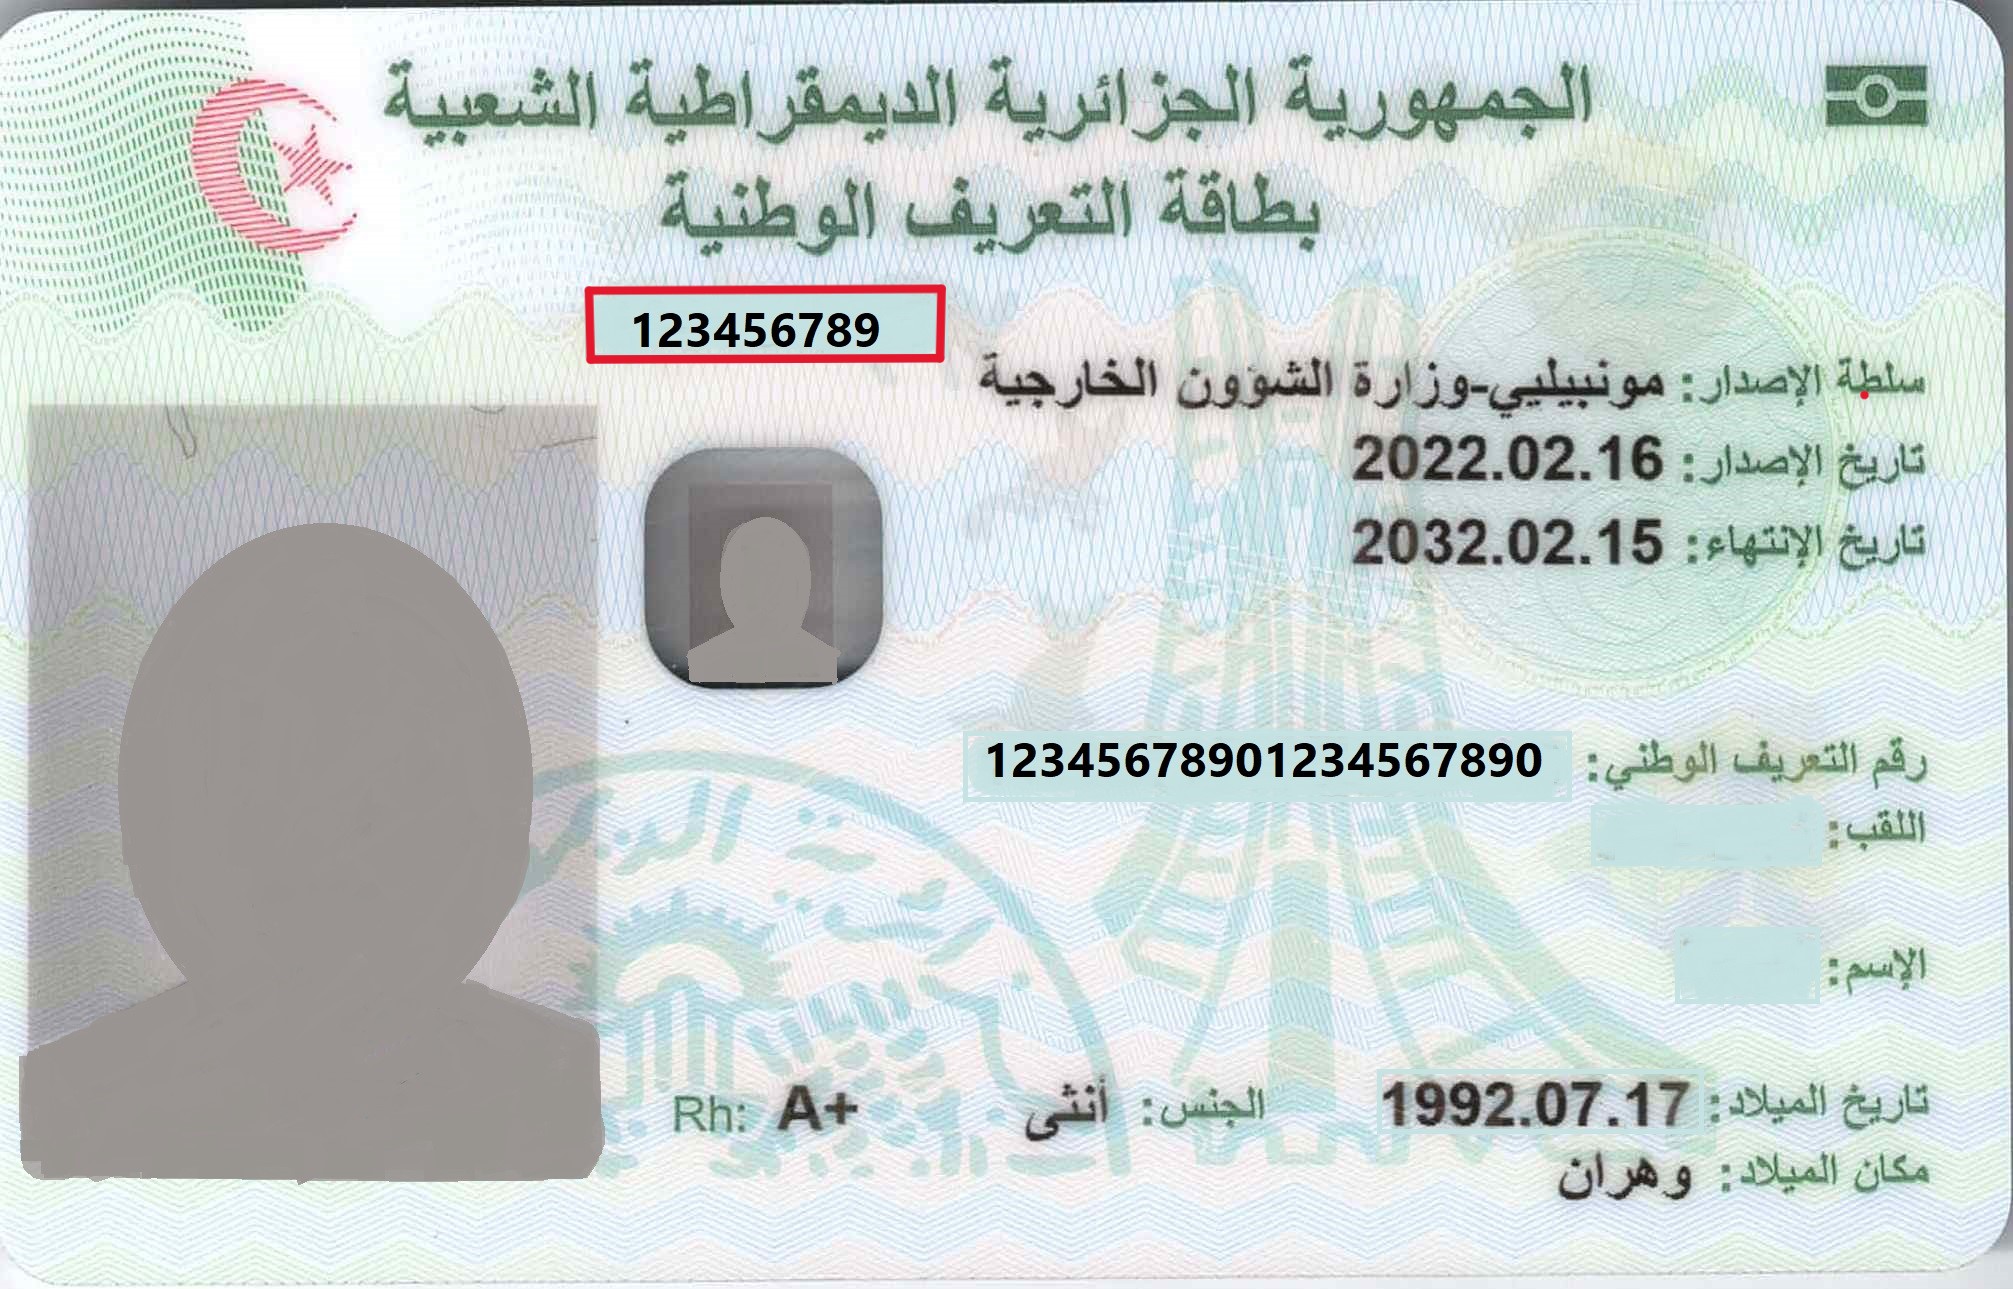 الجمهورية الجزائرية الديمقراطية الشعبية
بطاقة التعريف الوطنية
123456789
سلطة الإصدار: مونبيليي-وزارة الشؤون الخارجية
تاريخ الإصدار: 2022.02.16
تاريخ الإنتهاء: 2032.02.15
رقم التعريف الوطني: 12345678901234567890
اللقب:
الإسم:
تاريخ الميلاد: 1992.07.17 الجنس: أنثى Rh: A+
مكان الميلاد: وهران